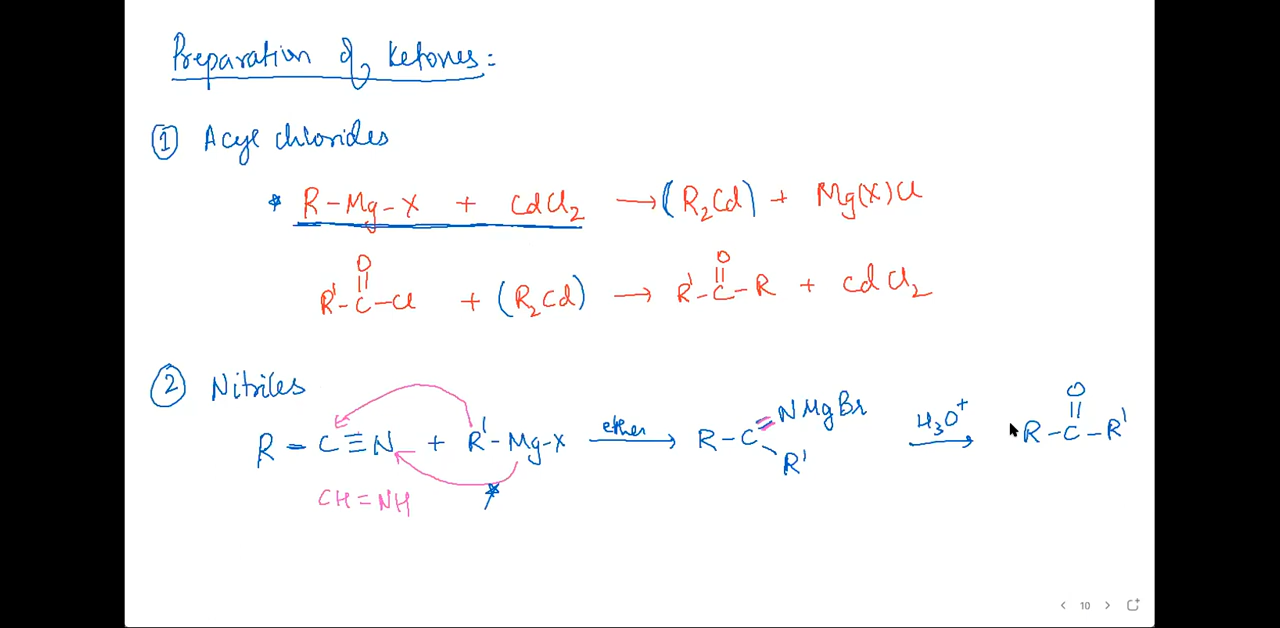 Preparation of Ketones:
① Acyl chlorides
* R-Mg-X + CdCl₂ → (R₂Cd) + Mg(X)Cl
O O
R'-C-Cl + (R₂Cd) → R'-C-R + CdCl₂
② Nitriles
R-C≡N + R'-Mg-X ether → R-C=NMgBr H₃O⁺ → R-C-R'
O
R'
CH=NH *
< 10 >